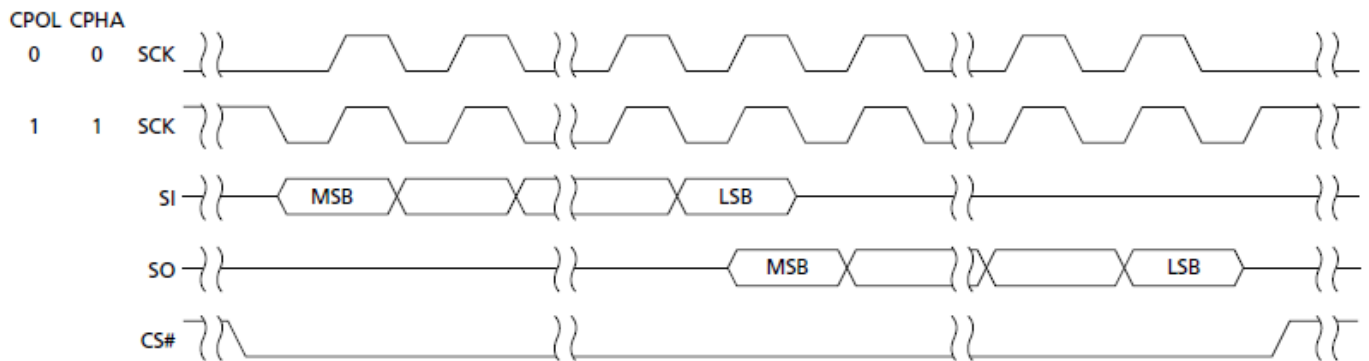 CPOL CPHA
0 0 SCK
1 1 SCK
SI MSB LSB
SO MSB LSB
CS#